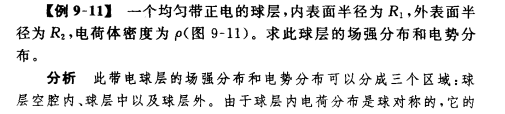 【例 9-11】 一个均匀带正电的球层,内表面半径为 R₁,外表面半
径为 R₂,电荷体密度为 ρ(图 9-11)。求此球层的场强分布和电势分
布。
分析 此带电球层的场强分布和电势分布可以分成三个区域:球
层空腔内、球层中以及球层外。由于球层内电荷分布是球对称的,它的